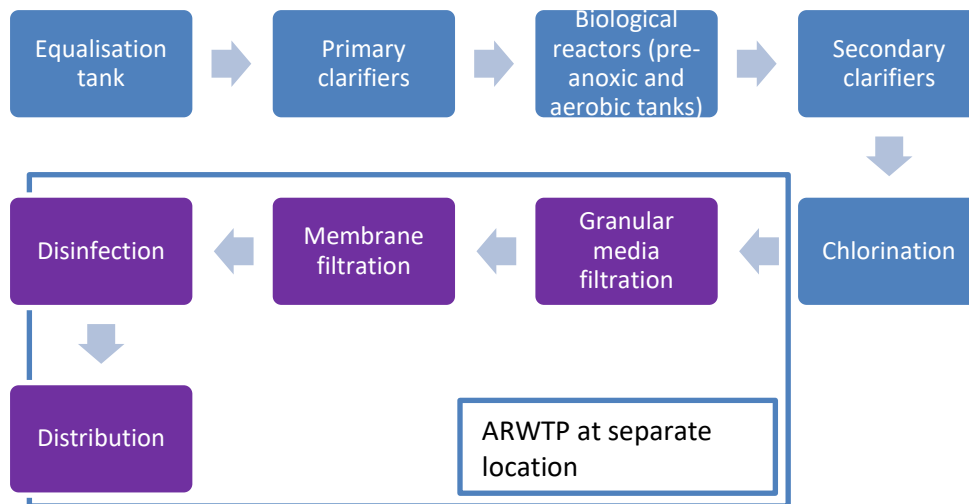 Equalisation
tank
Primary
clarifiers
Biological
reactors (pre-
anoxic and
aerobic tanks)
Secondary
clarifiers
Disinfection
Membrane
filtration
Granular
media
filtration
Chlorination
Distribution
ARWTP at separate
location